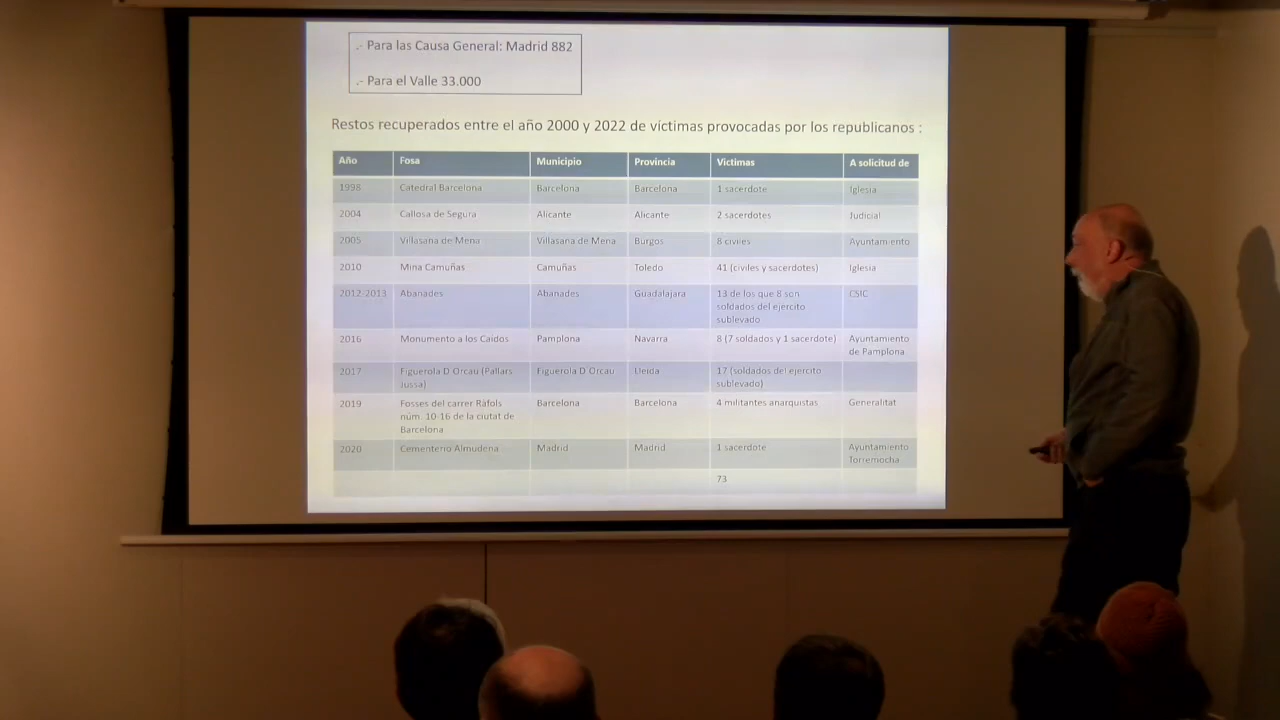 .- Para las Causa General: Madrid 882
.- Para el Valle 33.000
Restos recuperados entre el año 2000 y 2022 de víctimas provocadas por los republicanos :
Año Fosa Municipio Provincia Victimas A solicitud de
1998 Catedral Barcelona Barcelona Barcelona 1 sacerdote Iglesia
2004 Callosa de Segura Alicante Alicante 2 sacerdotes Judicial
2005 Villasana de Mena Villasana de Mena Burgos 8 civiles Ayuntamiento
2010 Mina Camuñas Camuñas Toledo 41 (civiles y sacerdotes) Iglesia
2012-2013 Abanades Abanades Guadalajara 13 de los que 8 son CSIC
soldados del ejercito
sublevado
2016 Monumento a los Caidos Pamplona Navarra 8 (7 soldados y 1 sacerdote) Ayuntamiento
de Pamplona
2017 Figuerola D Orcau (Pallars Figuerola D Orcau Lleida 17 (soldados del ejercito
Jussa) sublevado)
2019 Fosses del carrer Ràfols Barcelona Barcelona 4 militantes anarquistas Generalitat
núm. 10-16 de la ciutat de
Barcelona
2020 Cementerio Almudena Madrid Madrid 1 sacerdote Ayuntamiento
Torremocha
73